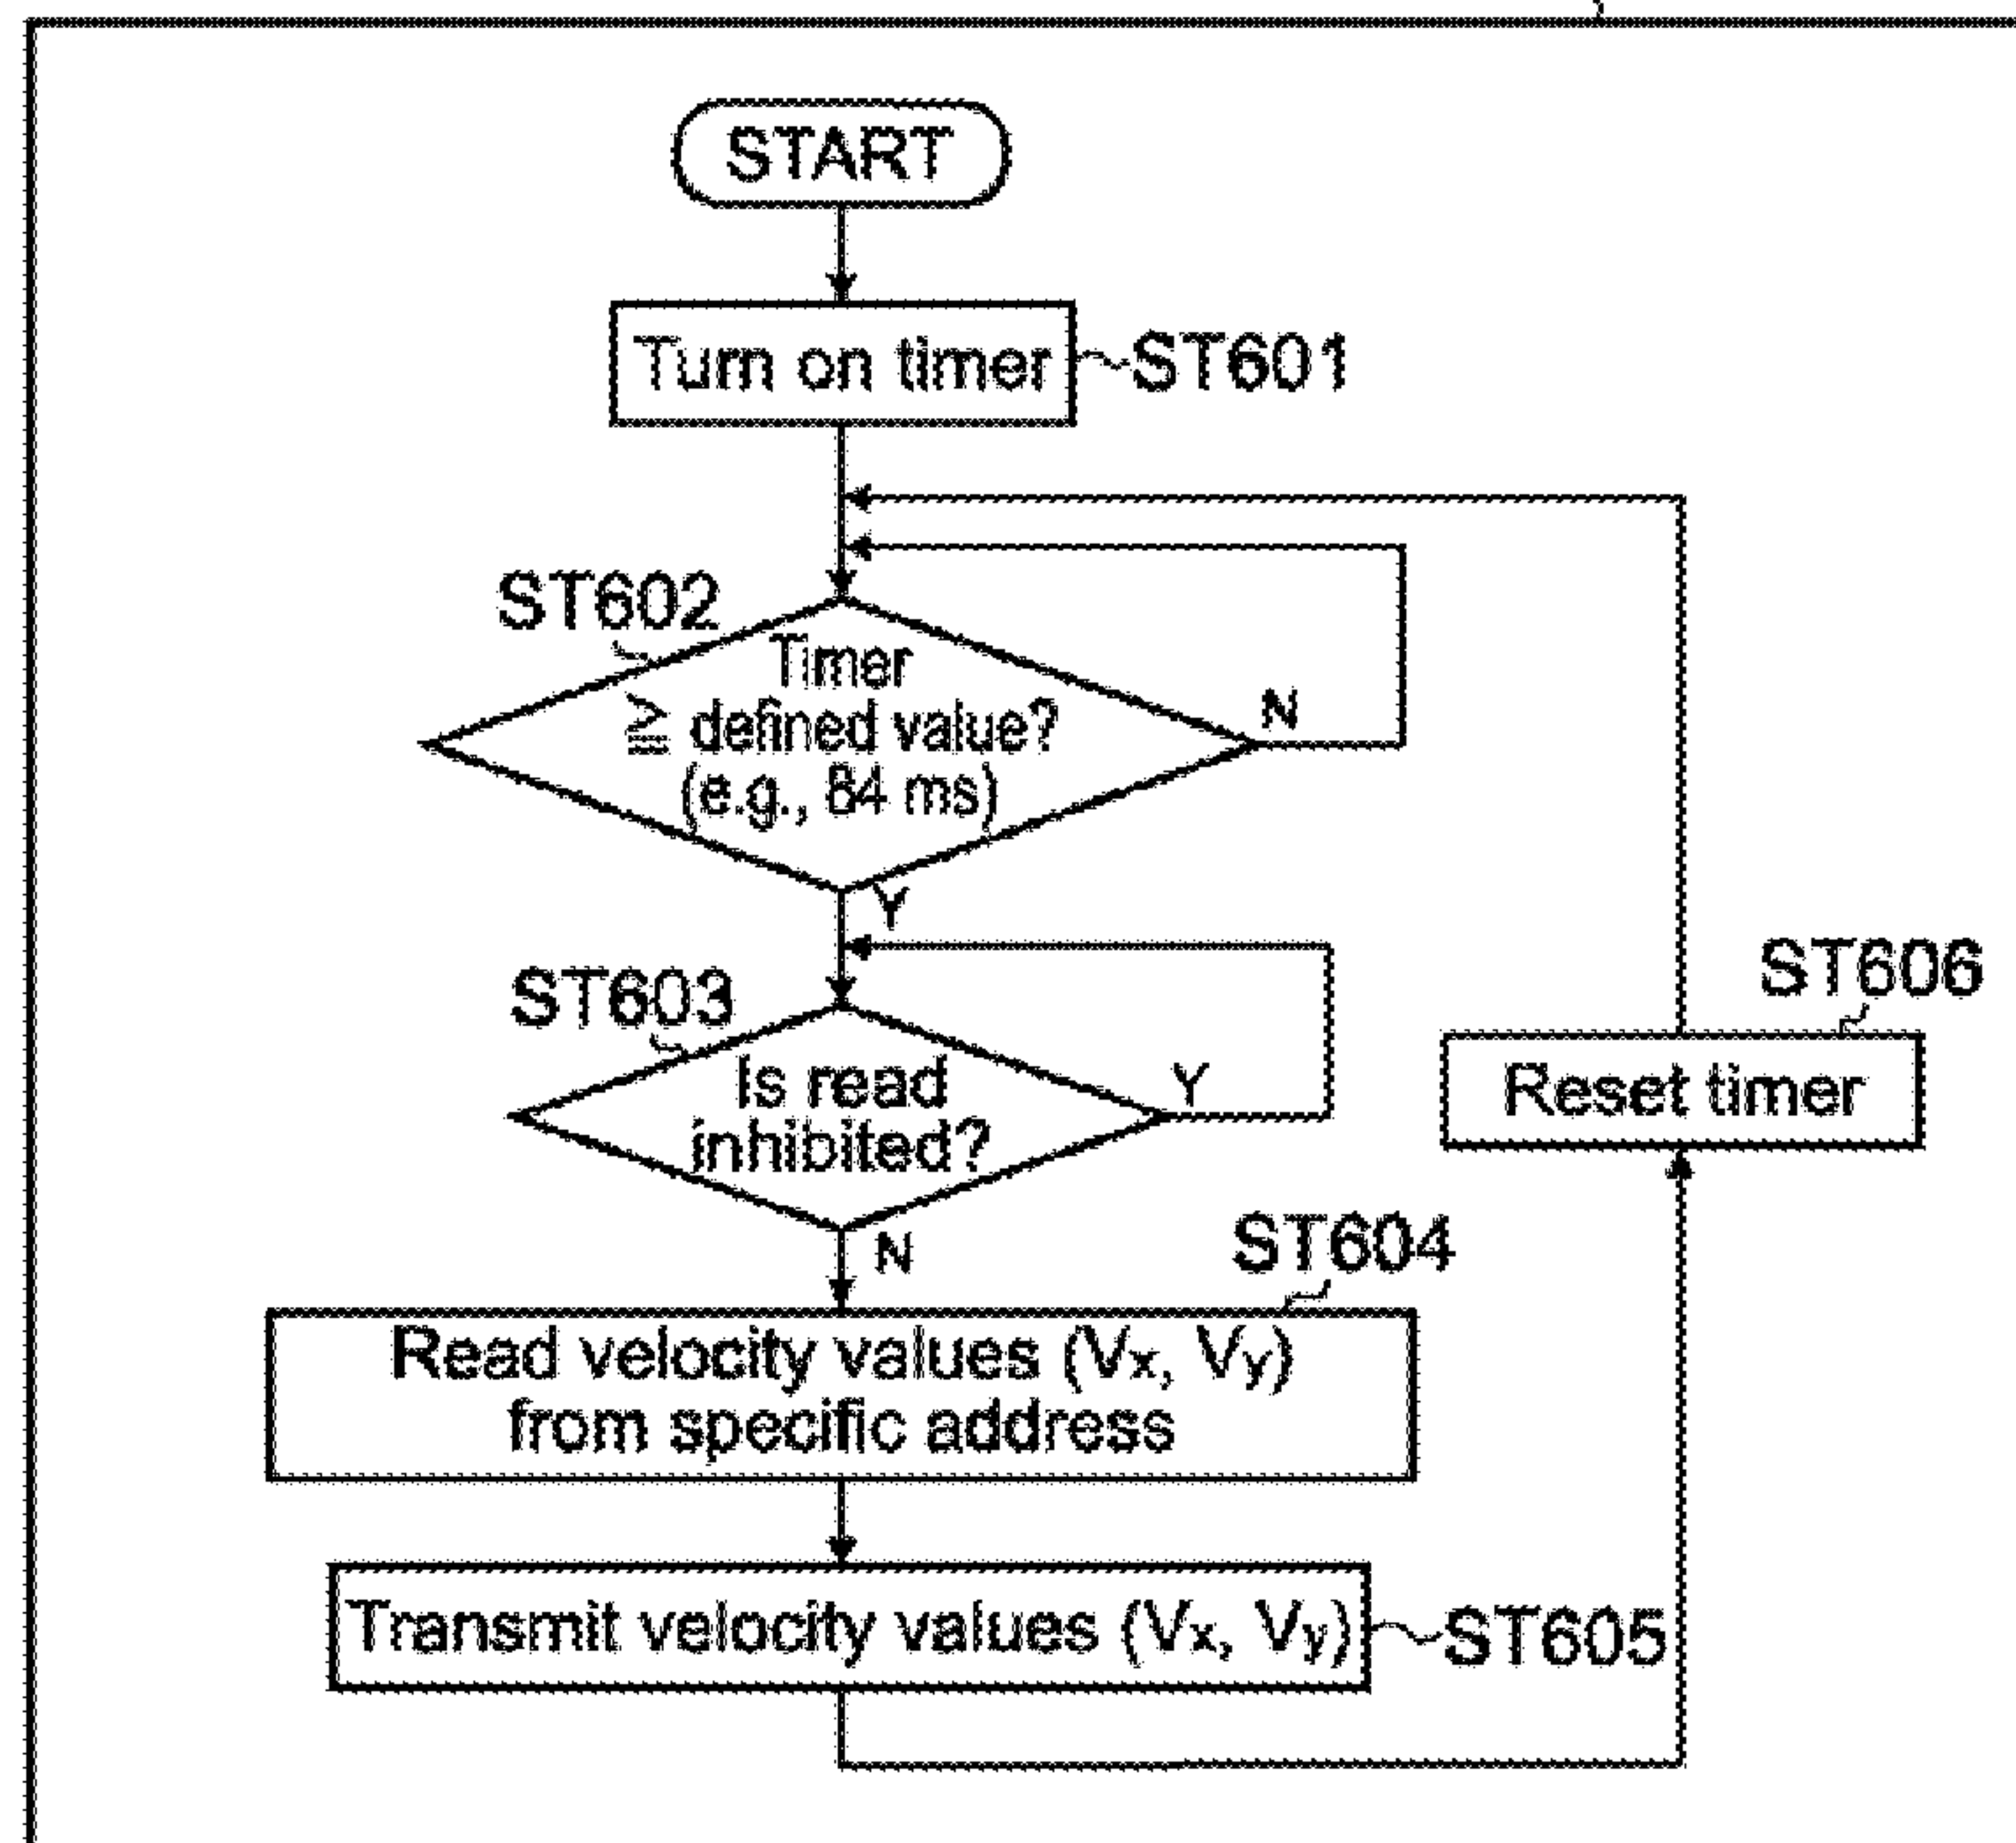 START
Turn on timer
ST601
ST602
Timer
≧ defined value?
(e.g., 84 ms)
N
Y
ST603
Is read
inhibited?
Y
N
ST606
Reset timer
ST604
Read velocity values (Vx, Vy)
from specific address
Transmit velocity values (Vx, Vy)
ST605